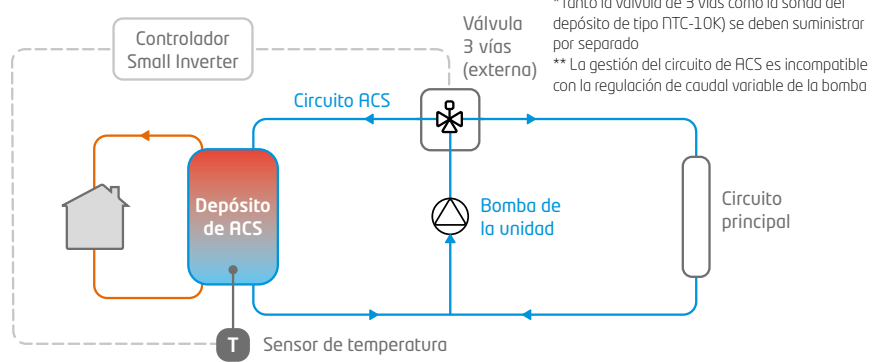 *Tanto la válvula de 3 vías como la sonda del
depósito de tipo NTC-10K) se deben suministrar
por separado
** La gestión del circuito de ACS es incompatible
con la regulación de caudal variable de la bomba
Controlador
Small Inverter
Válvula
3 vías
(externa)
Circuito ACS
Depósito
de ACS
Bomba de
la unidad
Circuito
principal
T
Sensor de temperatura